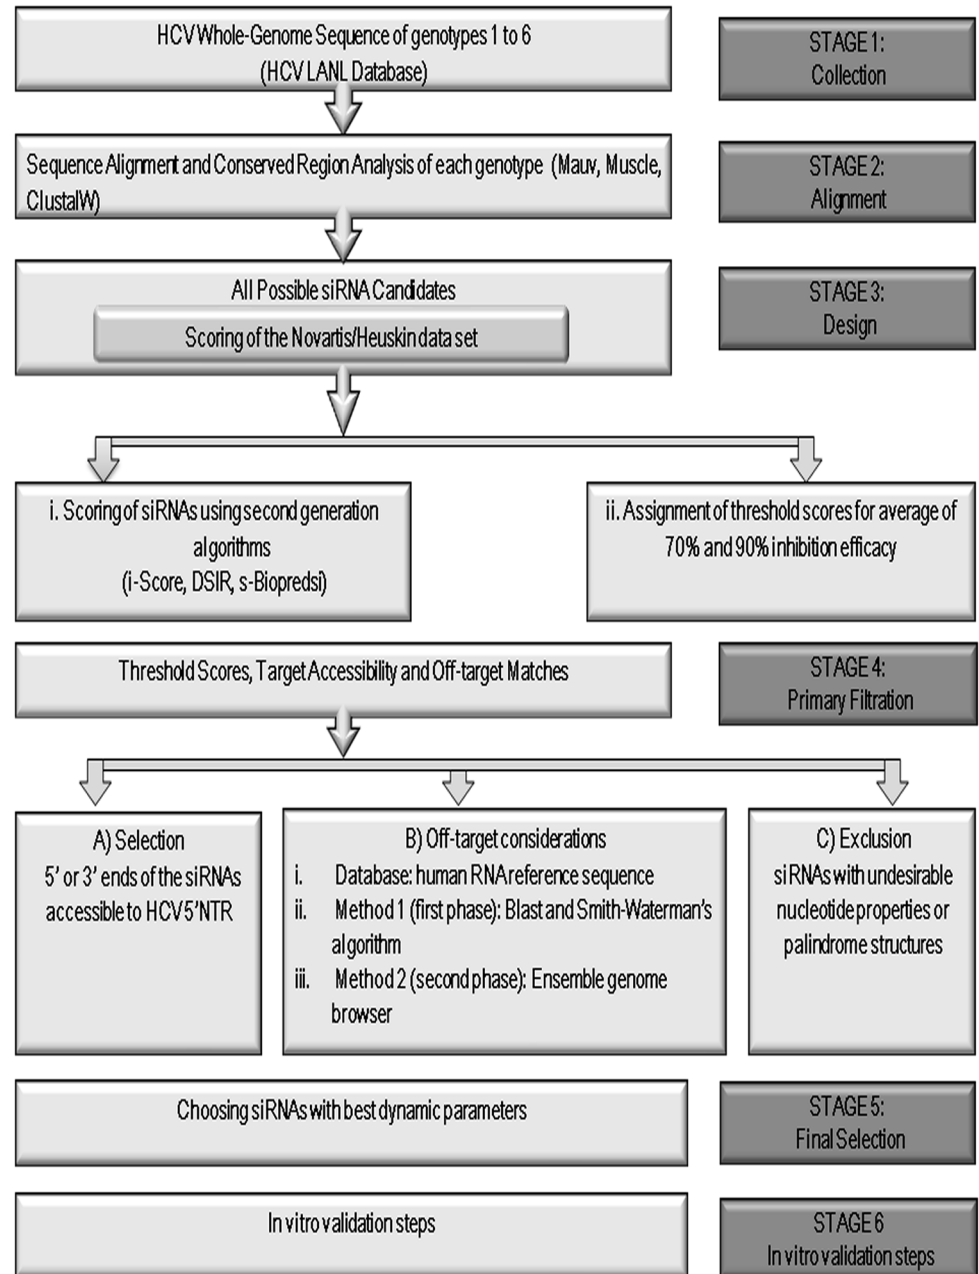 HCV Whole-Genome Sequence of genotypes 1 to 6
(HCV LANL Database)
STAGE 1:
Collection
Sequence Alignment and Conserved Region Analysis of each genotype (Mauv, Muscle,
ClustalW)
STAGE 2:
Alignment
All Possible siRNA Candidates
Scoring of the Novartis/Heuskin data set
STAGE 3:
Design
i. Scoring of siRNAs using second generation
algorithms
(i-Score, DSIR, s-Biopredsi)
ii. Assignment of threshold scores for average of
70% and 90% inhibition efficacy
Threshold Scores, Target Accessibility and Off-target Matches
STAGE 4:
Primary Filtration
A) Selection
5’ or 3’ ends of the siRNAs
accessible to HCV 5’NTR
B) Off-target considerations
i. Database: human RNA reference sequence
ii. Method 1 (first phase): Blast and Smith-Waterman’s
algorithm
iii. Method 2 (second phase): Ensemble genome
browser
C) Exclusion
siRNAs with undesirable
nucleotide properties or
palindrome structures
Choosing siRNAs with best dynamic parameters
STAGE 5:
Final Selection
In vitro validation steps
STAGE 6
In vitro validation steps